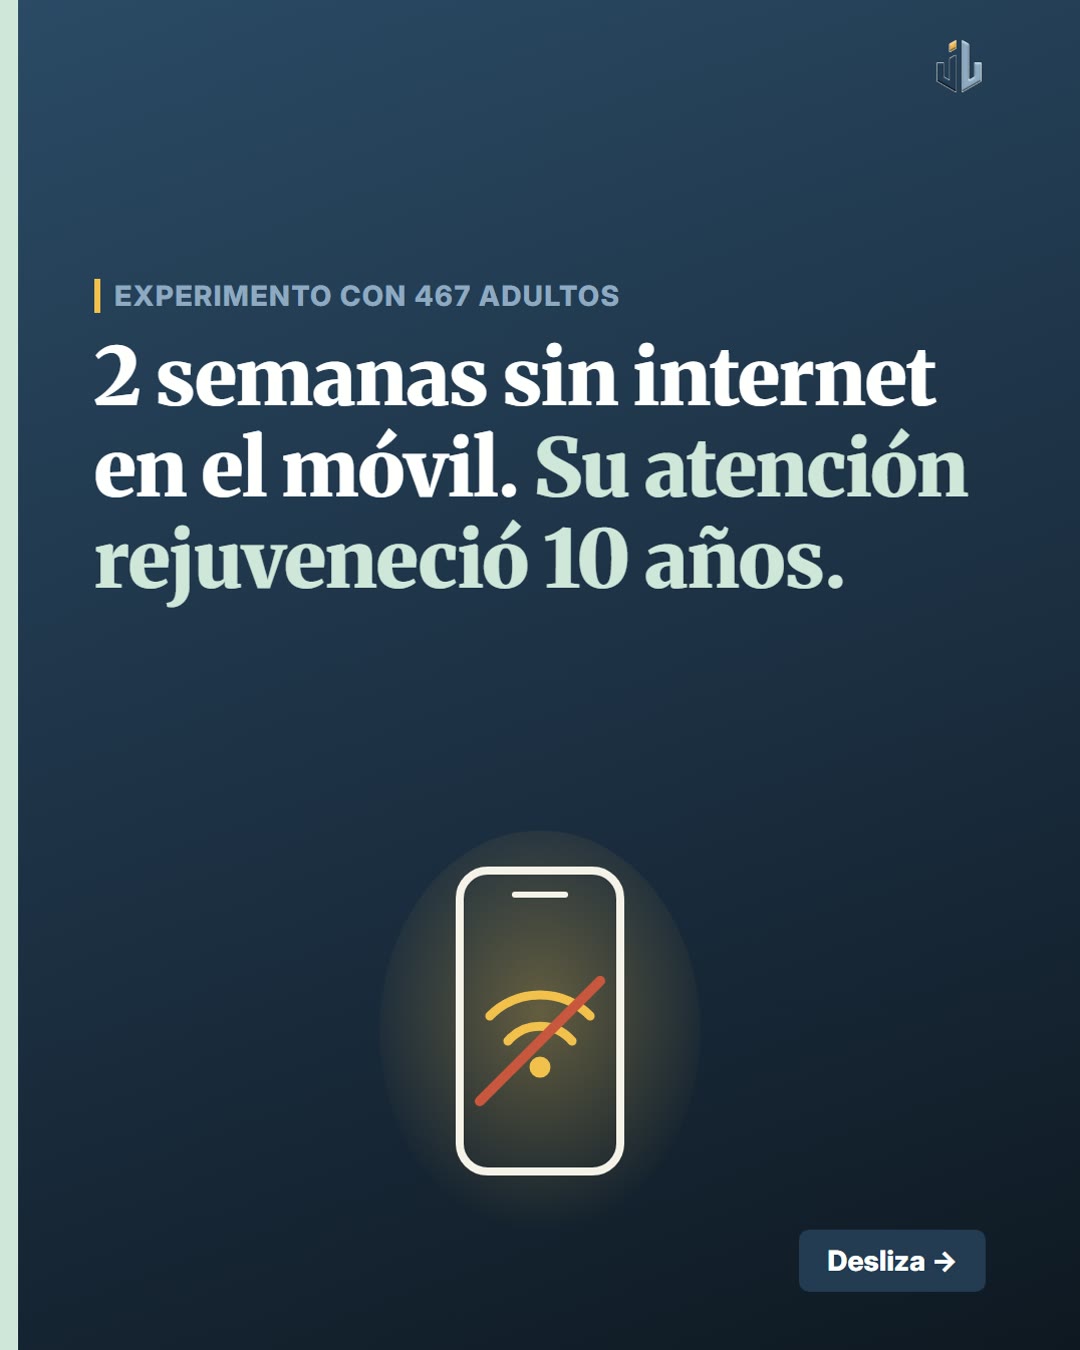 EXPERIMENTO CON 467 ADULTOS
2 semanas sin internet
en el móvil. Su atención
rejuveneció 10 años.
Desliza →